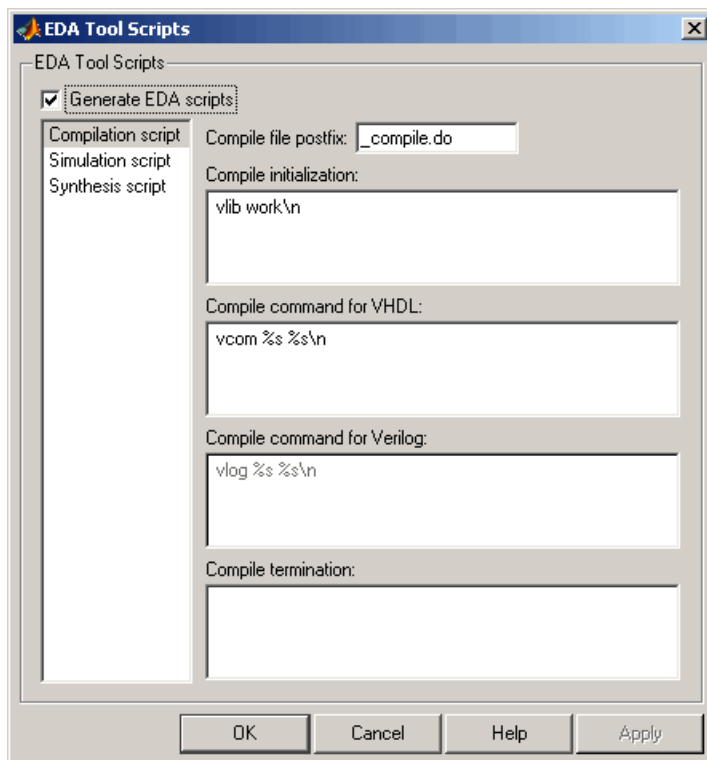 EDA Tool Scripts
EDA Tool Scripts
Generate EDA scripts
Compilation script
Simulation script
Synthesis script
Compile file postfix: _compile.do
Compile initialization:
vlib work\n
Compile command for VHDL:
vcom %s %s\n
Compile command for Verilog:
vlog %s %s\n
Compile termination:
OK Cancel Help Apply